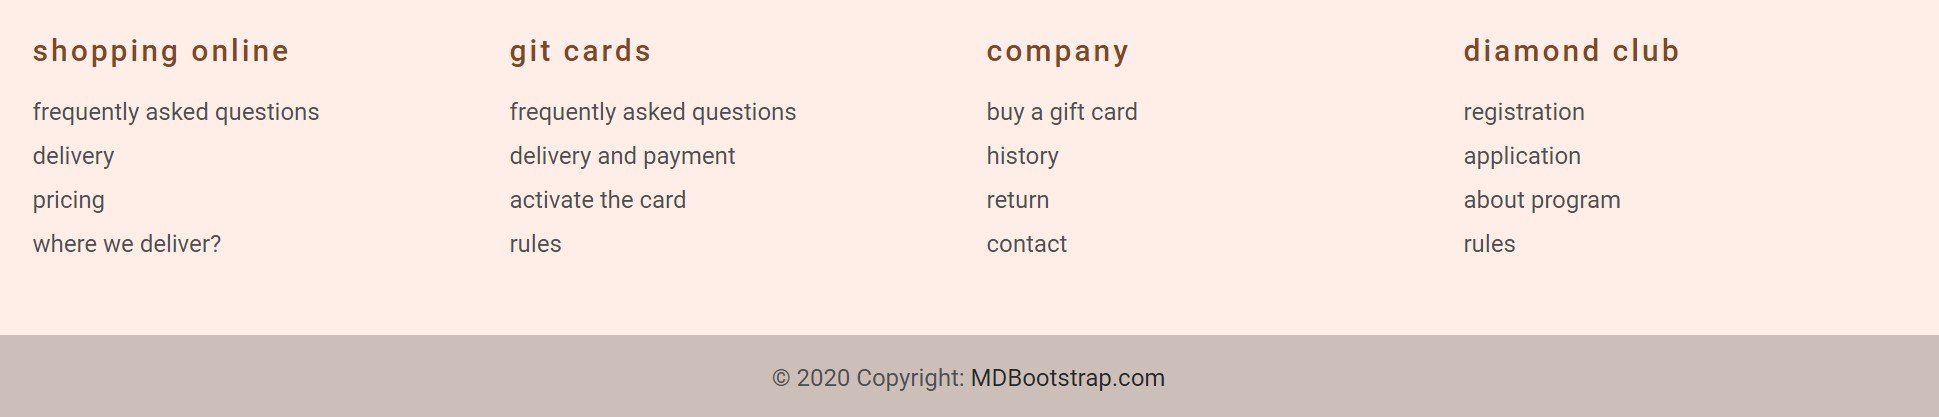 shopping online
frequently asked questions
delivery
pricing
where we deliver?
git cards
frequently asked questions
delivery and payment
activate the card
rules
company
buy a gift card
history
return
contact
diamond club
registration
application
about program
rules
© 2020 Copyright: MDBootstrap.com